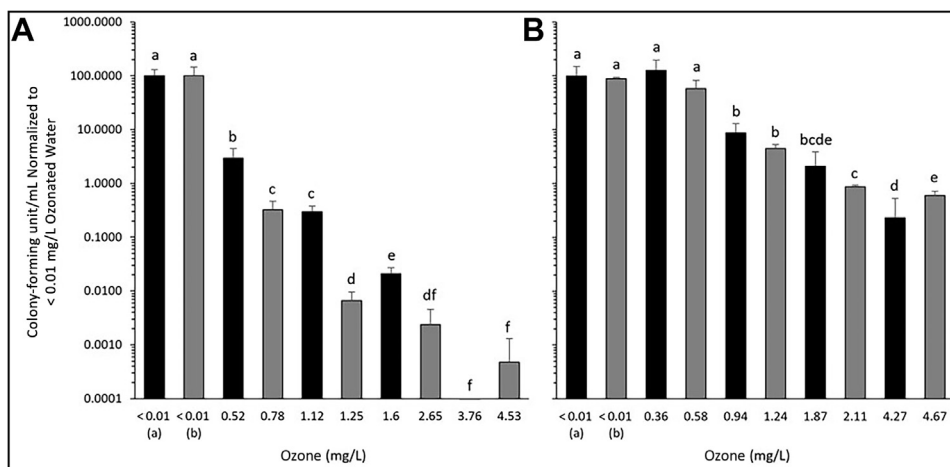 A
B
Colony-forming unit/mL Normalized to
< 0.01 mg/L Ozonated Water
1000.0000
100.0000
10.0000
1.0000
0.1000
0.0100
0.0010
0.0001
a a b c c d e df f f
< 0.01 < 0.01 0.52 0.78 1.12 1.25 1.6 2.65 3.76 4.53
(a) (b)
Ozone (mg/L)
a a a a b b bcde c d e
< 0.01 < 0.01 0.36 0.58 0.94 1.24 1.87 2.11 4.27 4.67
(a) (b)
Ozone (mg/L)